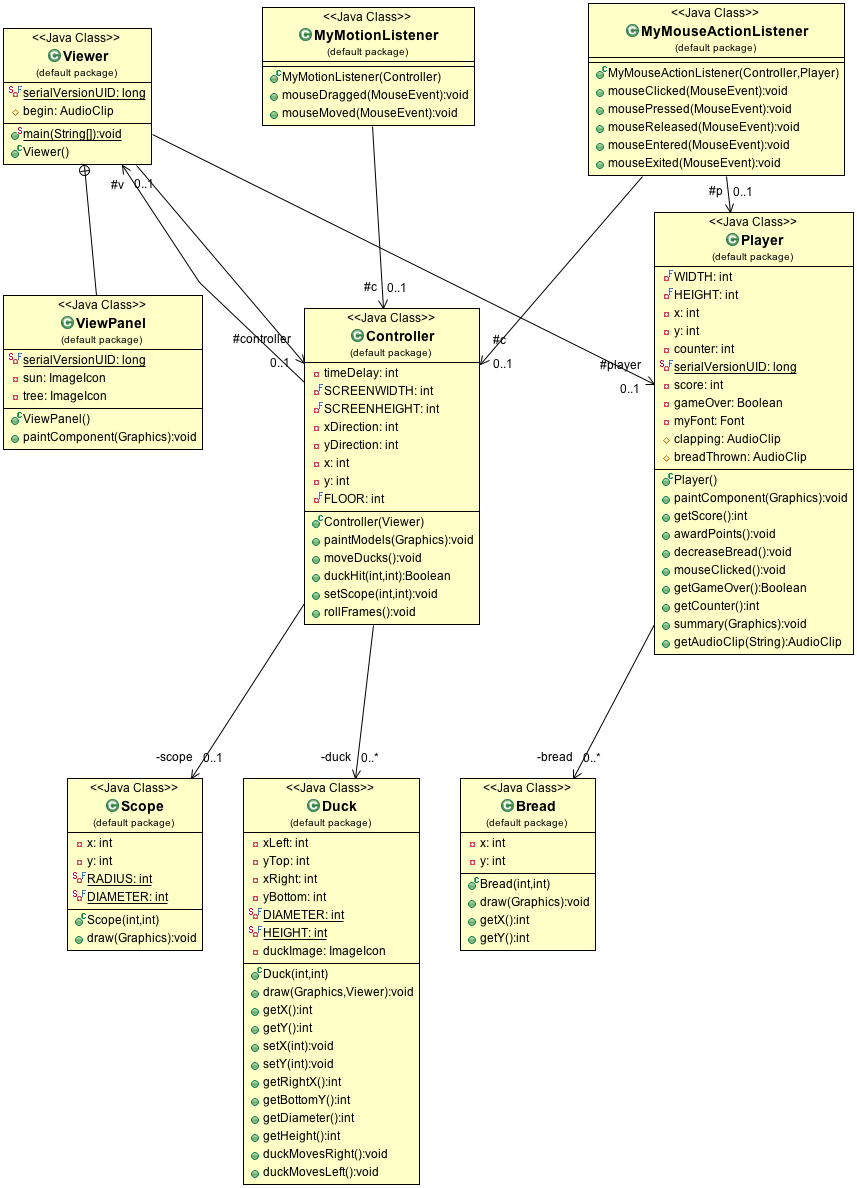 <<Java Class>>
Viewer
(default package)
serialVersionUID: long
begin: AudioClip
main(String[]):void
Viewer()
<<Java Class>>
MyMotionListener
(default package)
MyMotionListener(Controller)
mouseDragged(MouseEvent):void
mouseMoved(MouseEvent):void
<<Java Class>>
MyMouseActionListener
(default package)
MyMouseActionListener(Controller,Player)
mouseClicked(MouseEvent):void
mousePressed(MouseEvent):void
mouseReleased(MouseEvent):void
mouseEntered(MouseEvent):void
mouseExited(MouseEvent):void
#v 0..1
#p 0..1
<<Java Class>>
ViewPanel
(default package)
serialVersionUID: long
sun: ImageIcon
tree: ImageIcon
ViewPanel()
paintComponent(Graphics):void
#c 0..1
#controller
0..1
#c
0..1
#player
0..1
<<Java Class>>
Controller
(default package)
timeDelay: int
SCREENWIDTH: int
SCREENHEIGHT: int
xDirection: int
yDirection: int
x: int
y: int
FLOOR: int
Controller(Viewer)
paintModels(Graphics):void
moveDucks():void
duckHit(int,int):Boolean
setScope(int,int):void
rollFrames():void
<<Java Class>>
Player
(default package)
WIDTH: int
HEIGHT: int
x: int
y: int
counter: int
serialVersionUID: long
score: int
gameOver: Boolean
myFont: Font
clapping: AudioClip
breadThrown: AudioClip
Player()
paintComponent(Graphics):void
getScore():int
awardPoints():void
decreaseBread():void
mouseClicked():void
getGameOver():Boolean
getCounter():int
summary(Graphics):void
getAudioClip(String):AudioClip
-scope 0..1
-duck 0..*
-bread 0..*
<<Java Class>>
Scope
(default package)
x: int
y: int
RADIUS: int
DIAMETER: int
Scope(int,int)
draw(Graphics):void
<<Java Class>>
Duck
(default package)
xLeft: int
yTop: int
xRight: int
yBottom: int
DIAMETER: int
HEIGHT: int
duckImage: ImageIcon
Duck(int,int)
draw(Graphics,Viewer):void
getX():int
getY():int
setX(int):void
setY(int):void
getRightX():int
getBottomY():int
getDiameter():int
getHeight():int
duckMovesRight():void
duckMovesLeft():void
<<Java Class>>
Bread
(default package)
x: int
y: int
Bread(int,int)
draw(Graphics):void
getX():int
getY():int